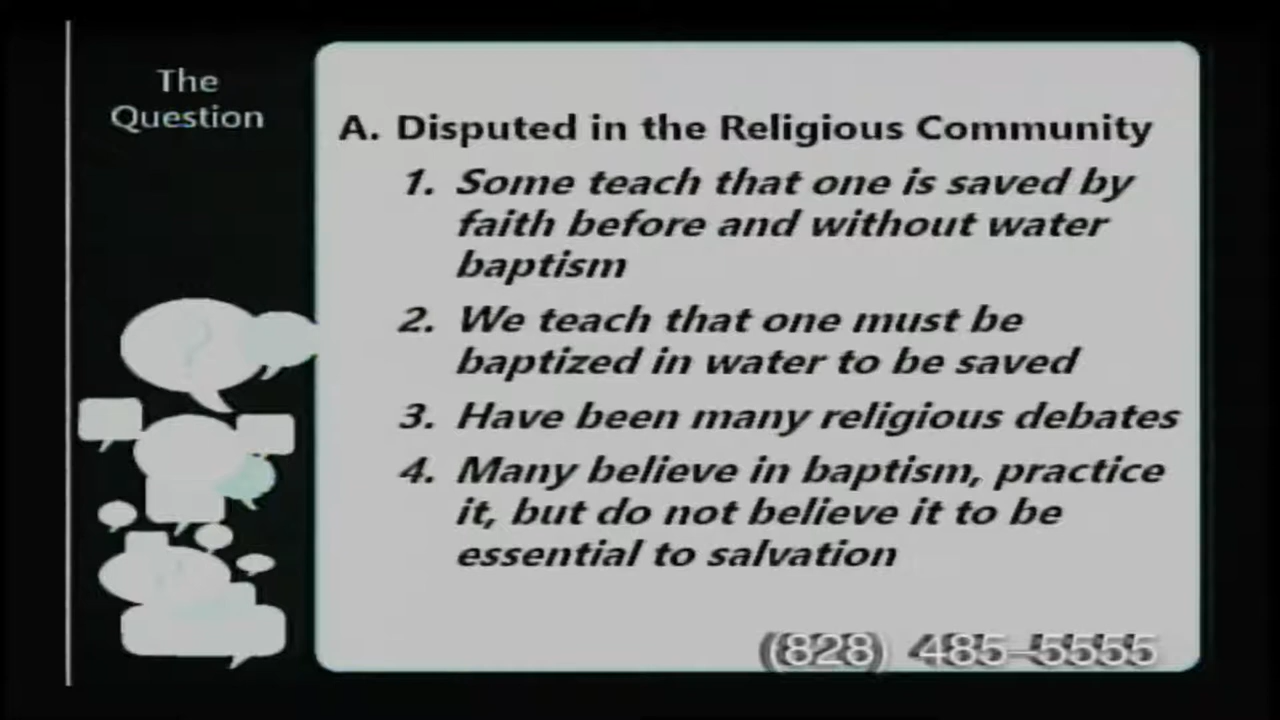 The
Question
A. Disputed in the Religious Community
1. Some teach that one is saved by
faith before and without water
baptism
2. We teach that one must be
baptized in water to be saved
3. Have been many religious debates
4. Many believe in baptism, practice
it, but do not believe it to be
essential to salvation
(828) 485-5555